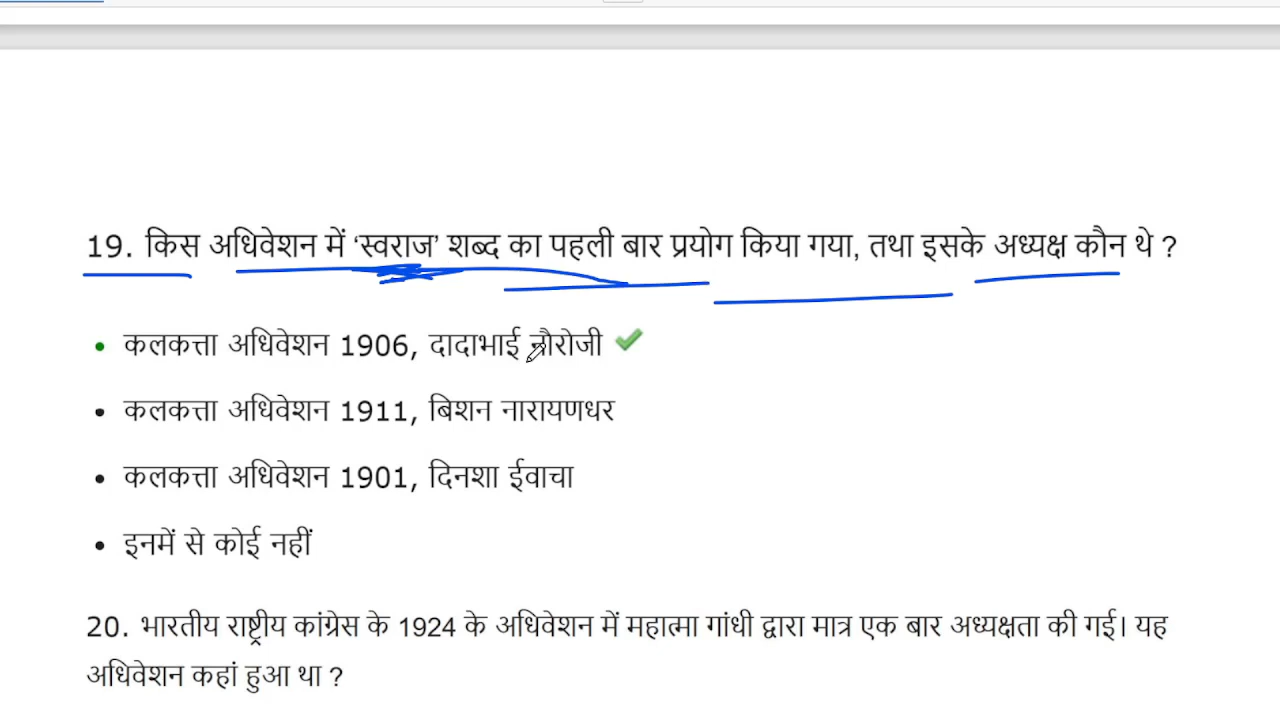 19. किस अधिवेशन में ‘स्वराज’ शब्द का पहली बार प्रयोग किया गया, तथा इसके अध्यक्ष कौन थे ?
• कलकत्ता अधिवेशन 1906, दादाभाई नौरोजी
• कलकत्ता अधिवेशन 1911, बिशन नारायणधर
• कलकत्ता अधिवेशन 1901, दिनशा ईवाचा
• इनमें से कोई नहीं
20. भारतीय राष्ट्रीय कांग्रेस के 1924 के अधिवेशन में महात्मा गांधी द्वारा मात्र एक बार अध्यक्षता की गई। यह
अधिवेशन कहां हुआ था ?